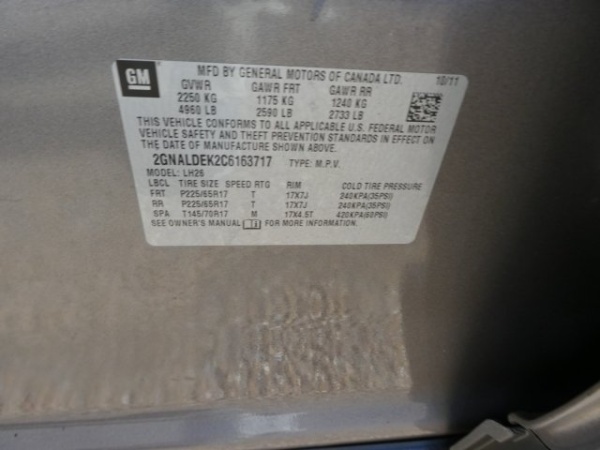 GM
MFD BY GENERAL MOTORS OF CANADA LTD. 10/11
GVWR GAWR FRT GAWR RR
2250 KG 1175 KG 1240 KG
4960 LB 2590 LB 2733 LB
THIS VEHICLE CONFORMS TO ALL APPLICABLE U.S. FEDERAL MOTOR
VEHICLE SAFETY AND THEFT PREVENTION STANDARDS IN EFFECT ON
THE DATE OF MANUFACTURE SHOWN ABOVE.
2GNALDEK2C6163717 TYPE: M.P.V.
MODEL: LH26
LBCL TIRE SIZE SPEED RTG RIM COLD TIRE PRESSURE
FRT P225/65R17 T 17X7J 240KPA(35PSI)
RR P225/65R17 T 17X7J 240KPA(35PSI)
SPA T145/70R17 M 17X4.5T 420KPA(60PSI)
SEE OWNER'S MANUAL i FOR MORE INFORMATION.